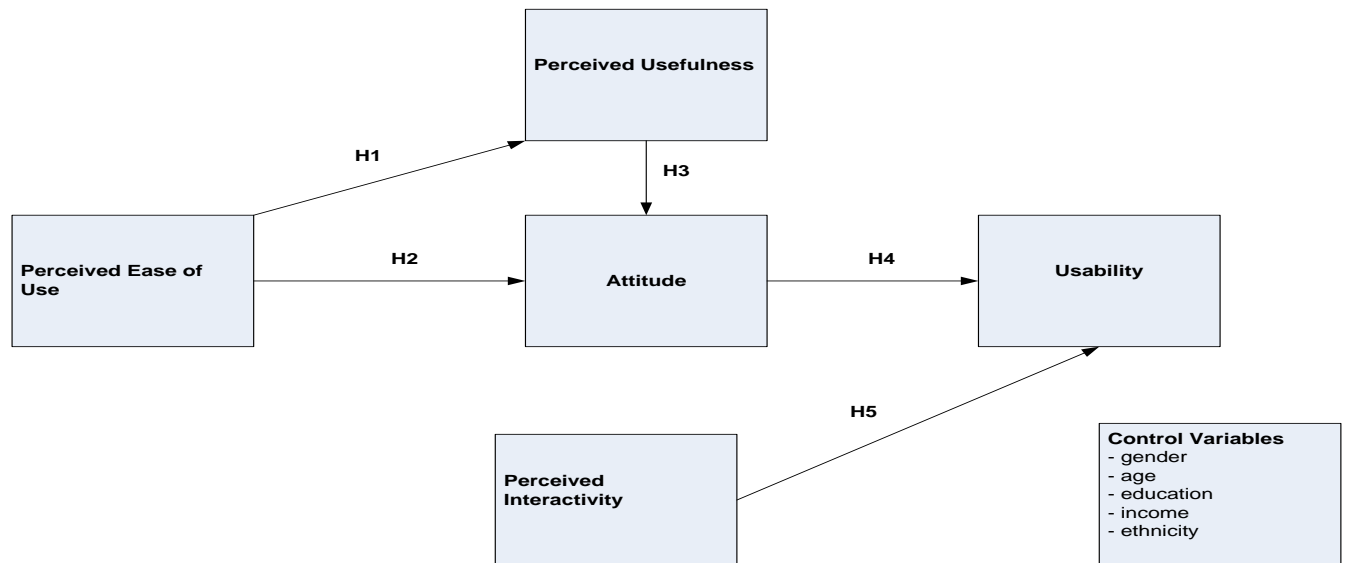 Perceived Usefulness
H1
H3
Perceived Ease of
Use
H2
Attitude
H4
Usability
H5
Perceived
Interactivity
Control Variables
- gender
- age
- education
- income
- ethnicity